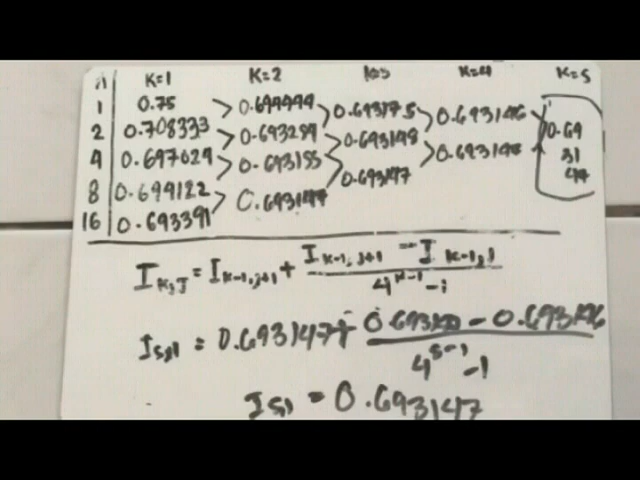 n K=1 K=2 K=3 K=4 K=5
1 0.75 0.694444 0.693175 0.693146 0.69
2 0.708333 0.693254 0.693148 0.693147 31
4 0.697024 0.693155 0.693147 47
8 0.694122 0.693147
16 0.693391
I K,J = I K-1,J+1 + I K-1,J+1 - I K-1,J
4^K-1 -1
I 5,1 = 0.693147 + 0.693147 - 0.693146
4^5-1 -1
I 5,1 = 0.693147